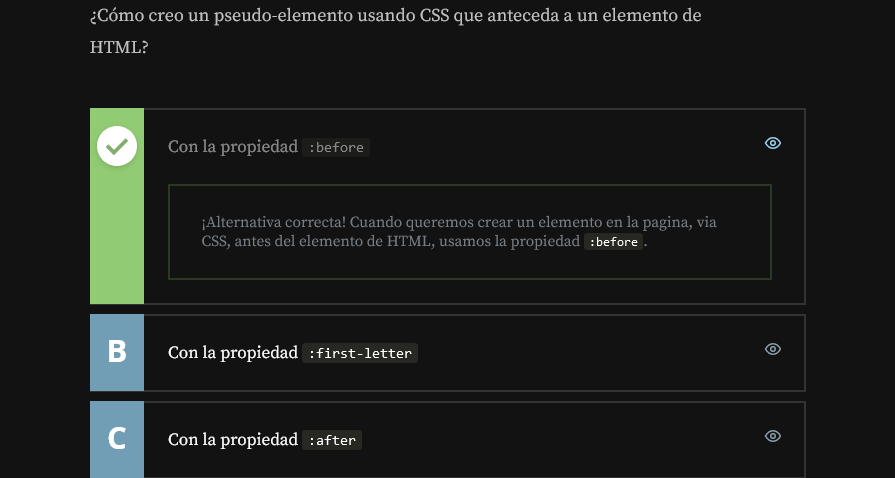 ¿Cómo creo un pseudo-elemento usando CSS que anteceda a un elemento de
HTML?
Con la propiedad :before
¡Alternativa correcta! Cuando queremos crear un elemento en la pagina, via
CSS, antes del elemento de HTML, usamos la propiedad :before.
B
Con la propiedad :first-letter
C
Con la propiedad :after